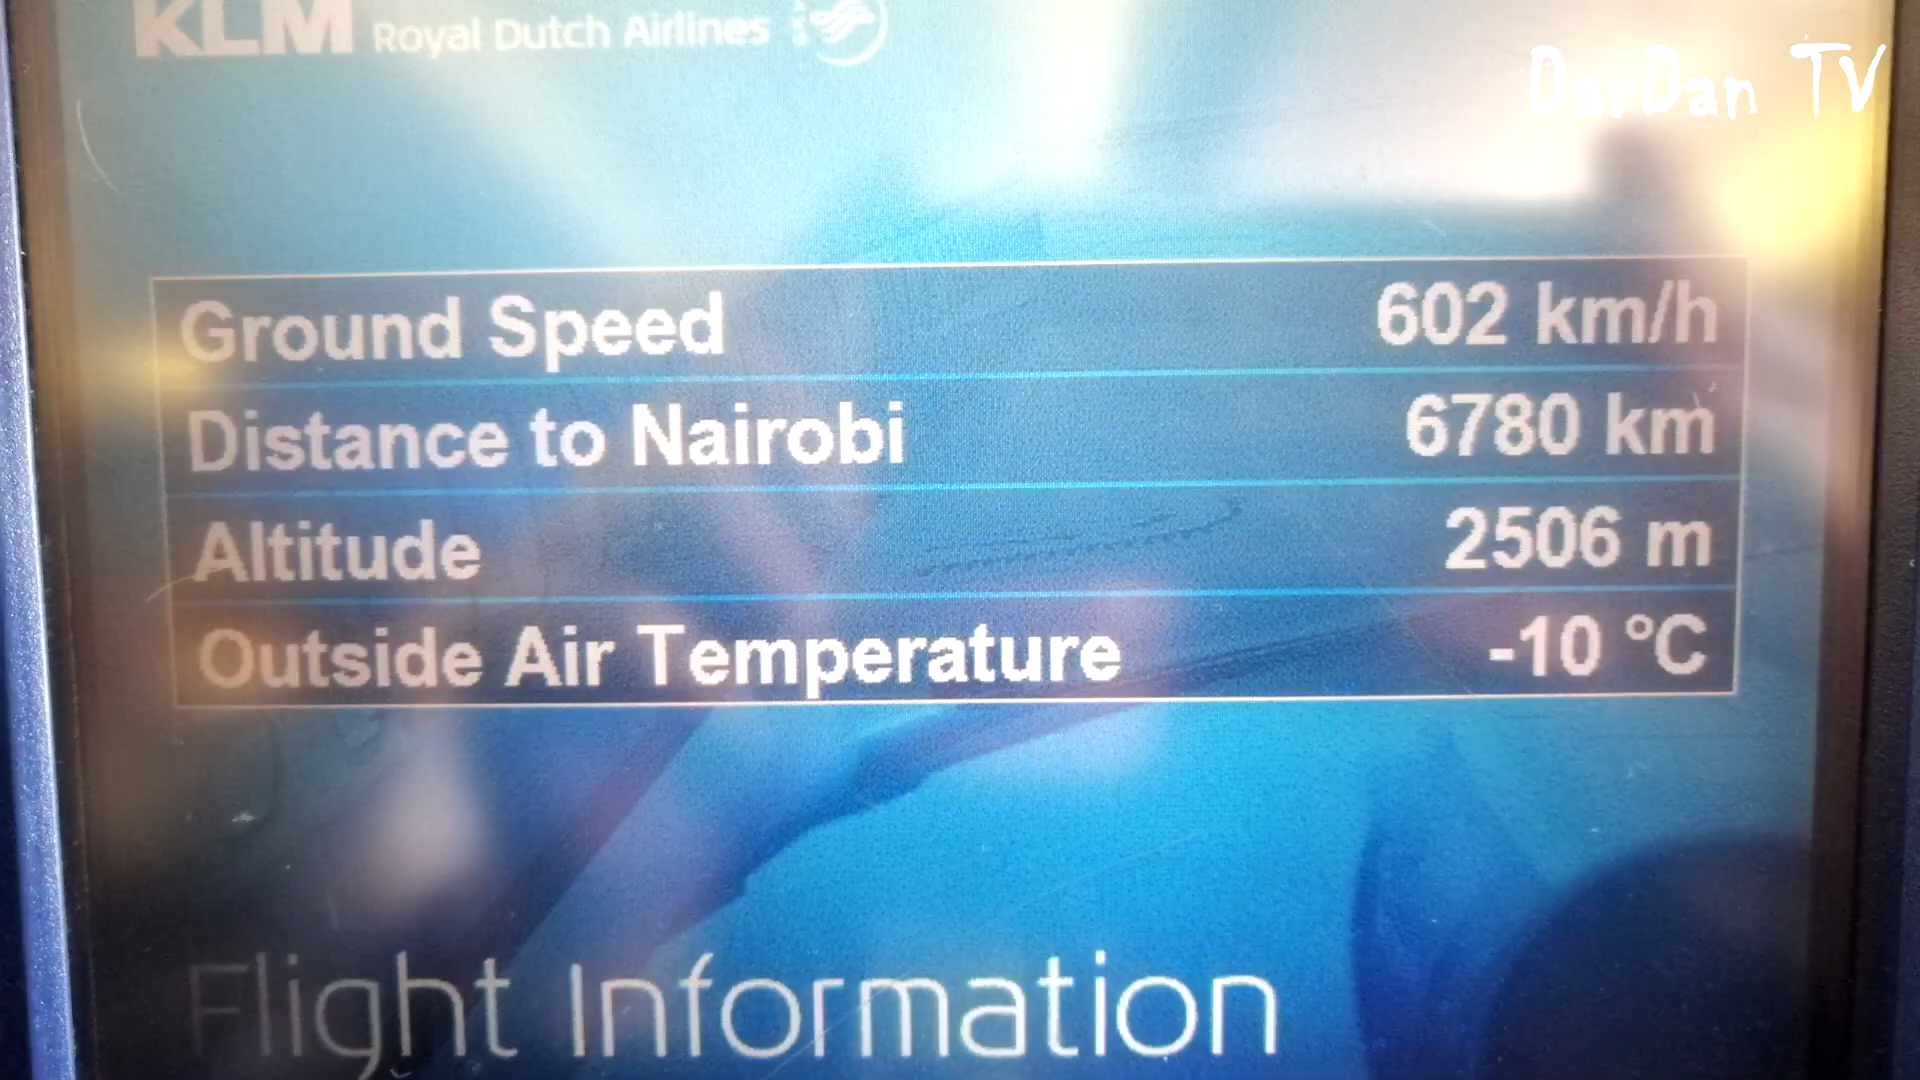 KLM Royal Dutch Airlines
DarDan TV
Ground Speed 602 km/h
Distance to Nairobi 6780 km
Altitude 2506 m
Outside Air Temperature -10 °C
Flight Information